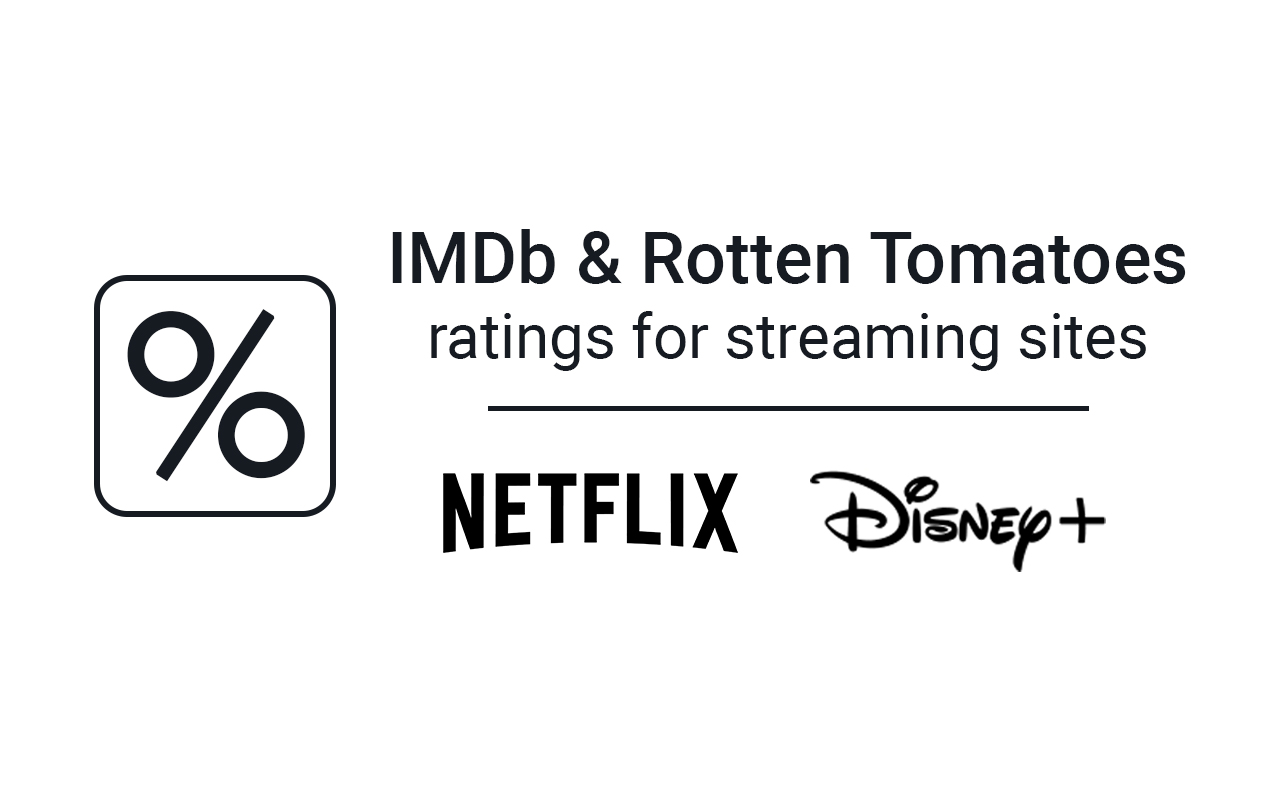 %
IMDb & Rotten Tomatoes
ratings for streaming sites
NETFLIX
Disney+